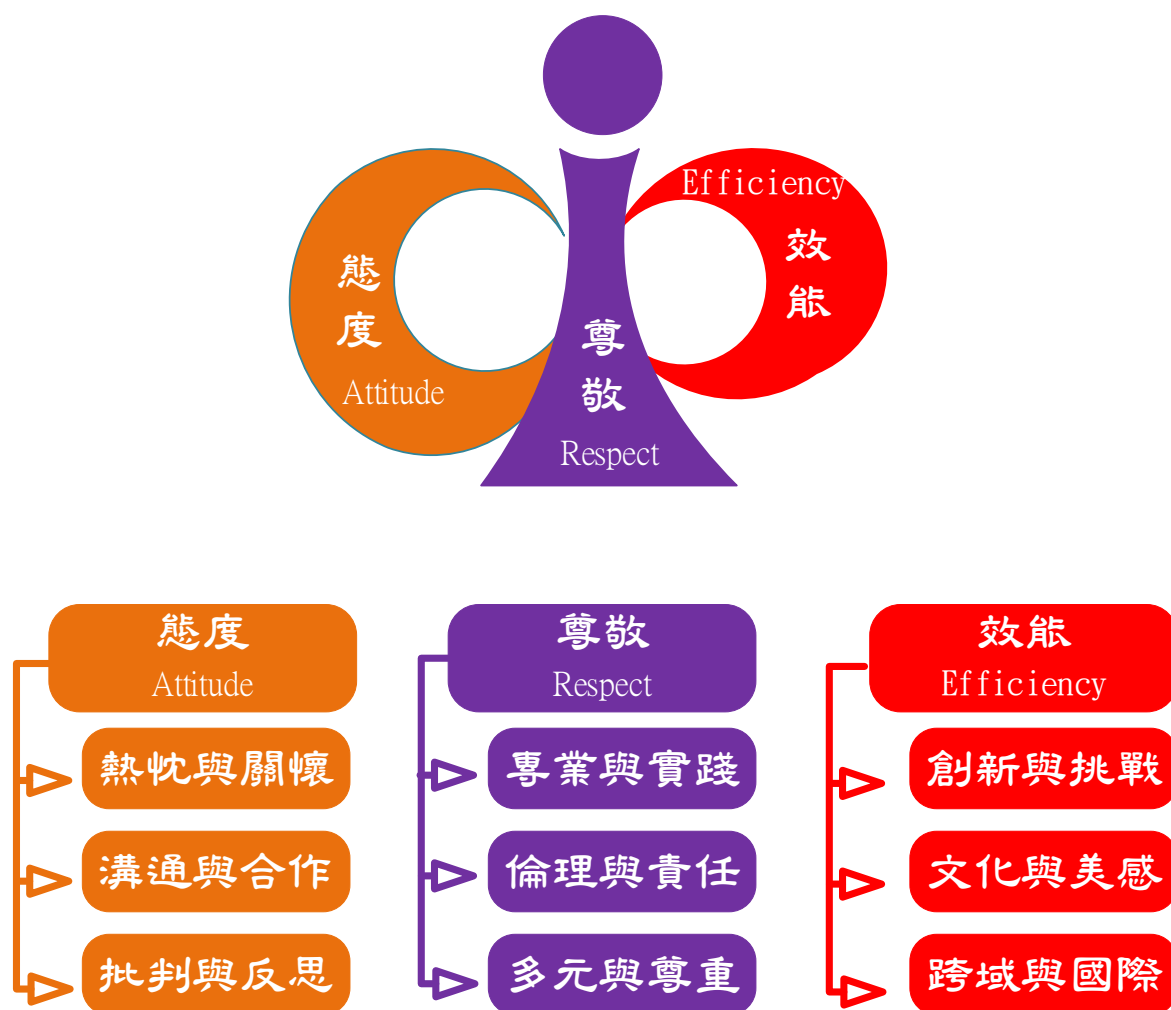 Efficiency
效
能
態
度
Attitude
尊
敬
Respect
態度
Attitude
熱忱與關懷
溝通與合作
批判與反思
尊敬
Respect
專業與實踐
倫理與責任
多元與尊重
效能
Efficiency
創新與挑戰
文化與美感
跨域與國際